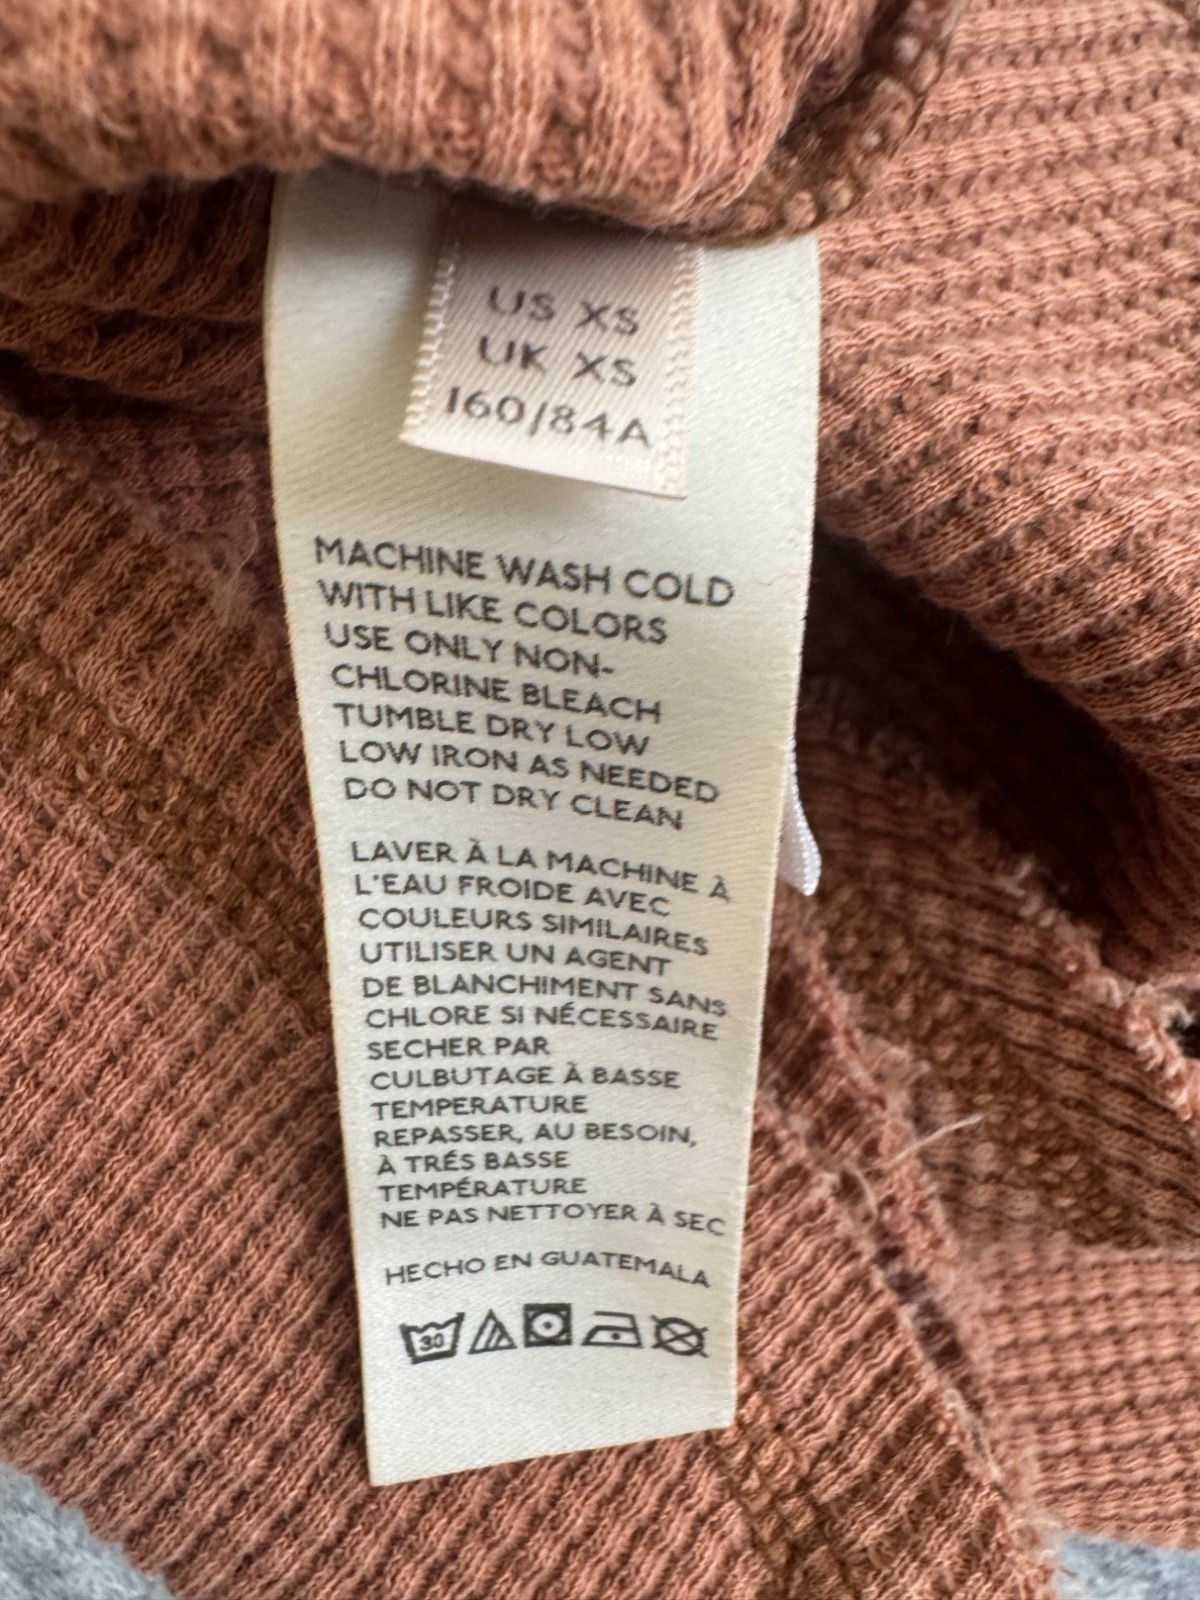 US XS
UK XS
160/84A
MACHINE WASH COLD
WITH LIKE COLORS
USE ONLY NON-
CHLORINE BLEACH
TUMBLE DRY LOW
LOW IRON AS NEEDED
DO NOT DRY CLEAN
LAVER À LA MACHINE À
L'EAU FROIDE AVEC
COULEURS SIMILAIRES
UTILISER UN AGENT
DE BLANCHIMENT SANS
CHLORE SI NÉCESSAIRE
SECHER PAR
CULBUTAGE À BASSE
TEMPERATURE
REPASSER, AU BESOIN,
À TRÉS BASSE
TEMPÉRATURE
NE PAS NETTOYER À SEC
HECHO EN GUATEMALA
30